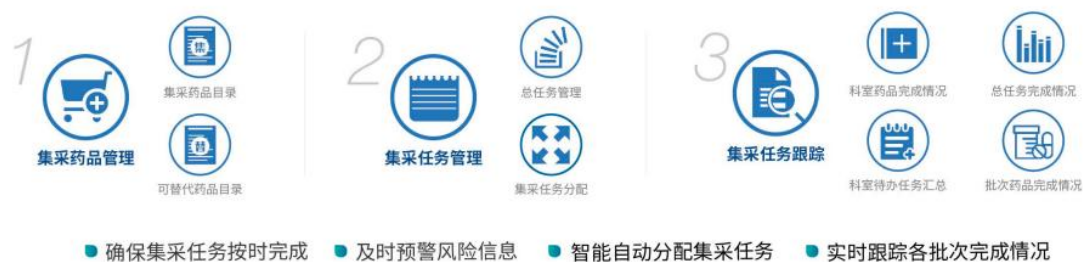 1
集
集采药品目录
集采药品管理
替
可替代药品目录
2
总任务管理
集采任务管理
集采任务分配
3
科室药品完成情况
总任务完成情况
集采任务跟踪
科室待办任务汇总
批次药品完成情况
确保集采任务按时完成
及时预警风险信息
智能自动分配集采任务
实时跟踪各批次完成情况